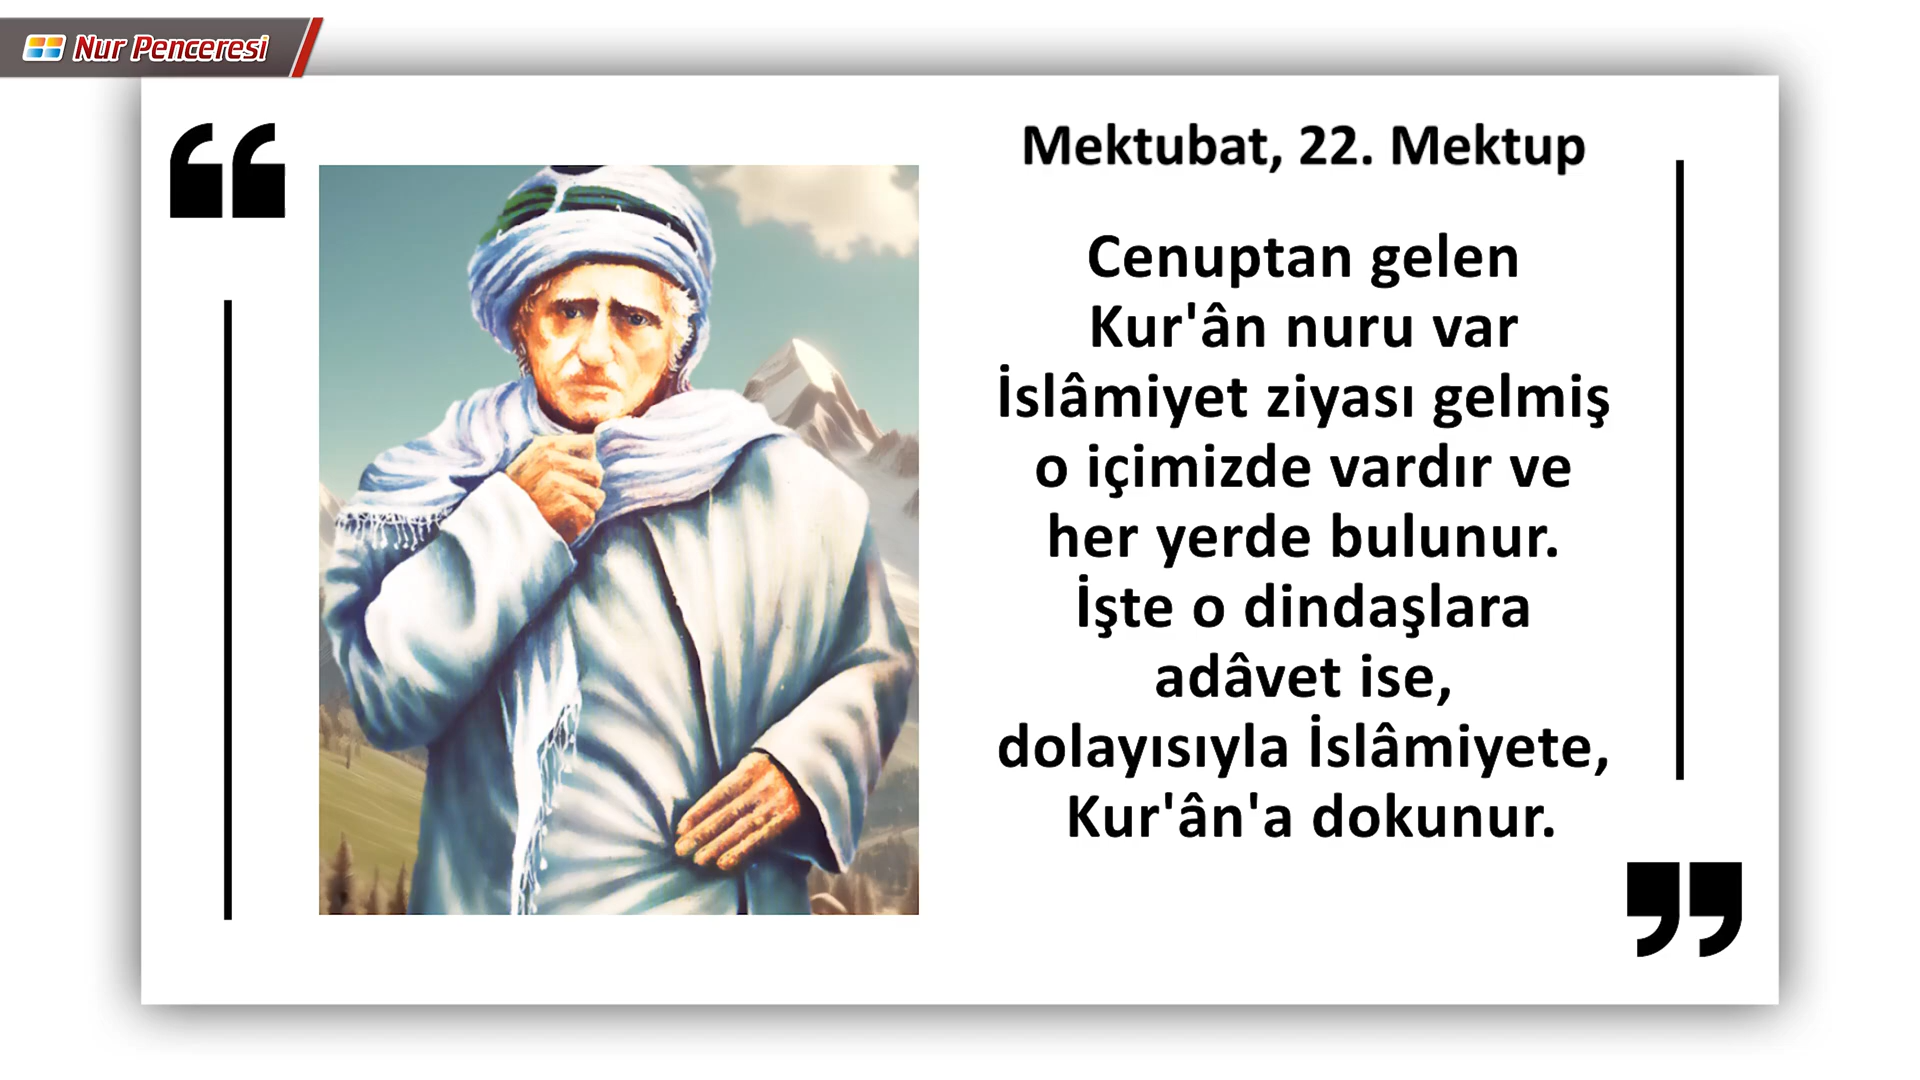 Nur Penceresi
Mektubat, 22. Mektup
Cenuptan gelen
Kur'ân nuru var
İslâmiyet ziyası gelmiş
o içimizde vardır ve
her yerde bulunur.
İşte o dindaşlara
adâvet ise,
dolayısıyla İslâmiyete,
Kur'ân'a dokunur.